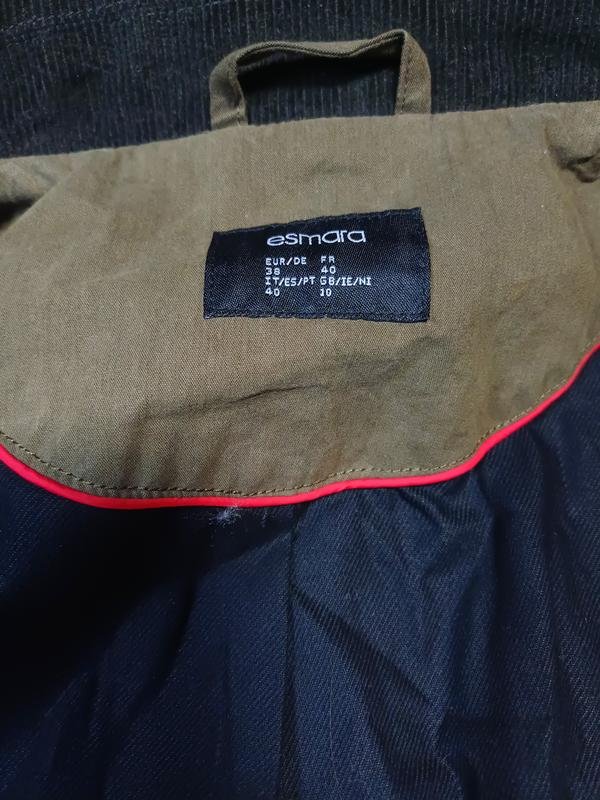 esmara
EUR/DE FR
38 40
IT/ES/PT GB/IE/NI
40 10